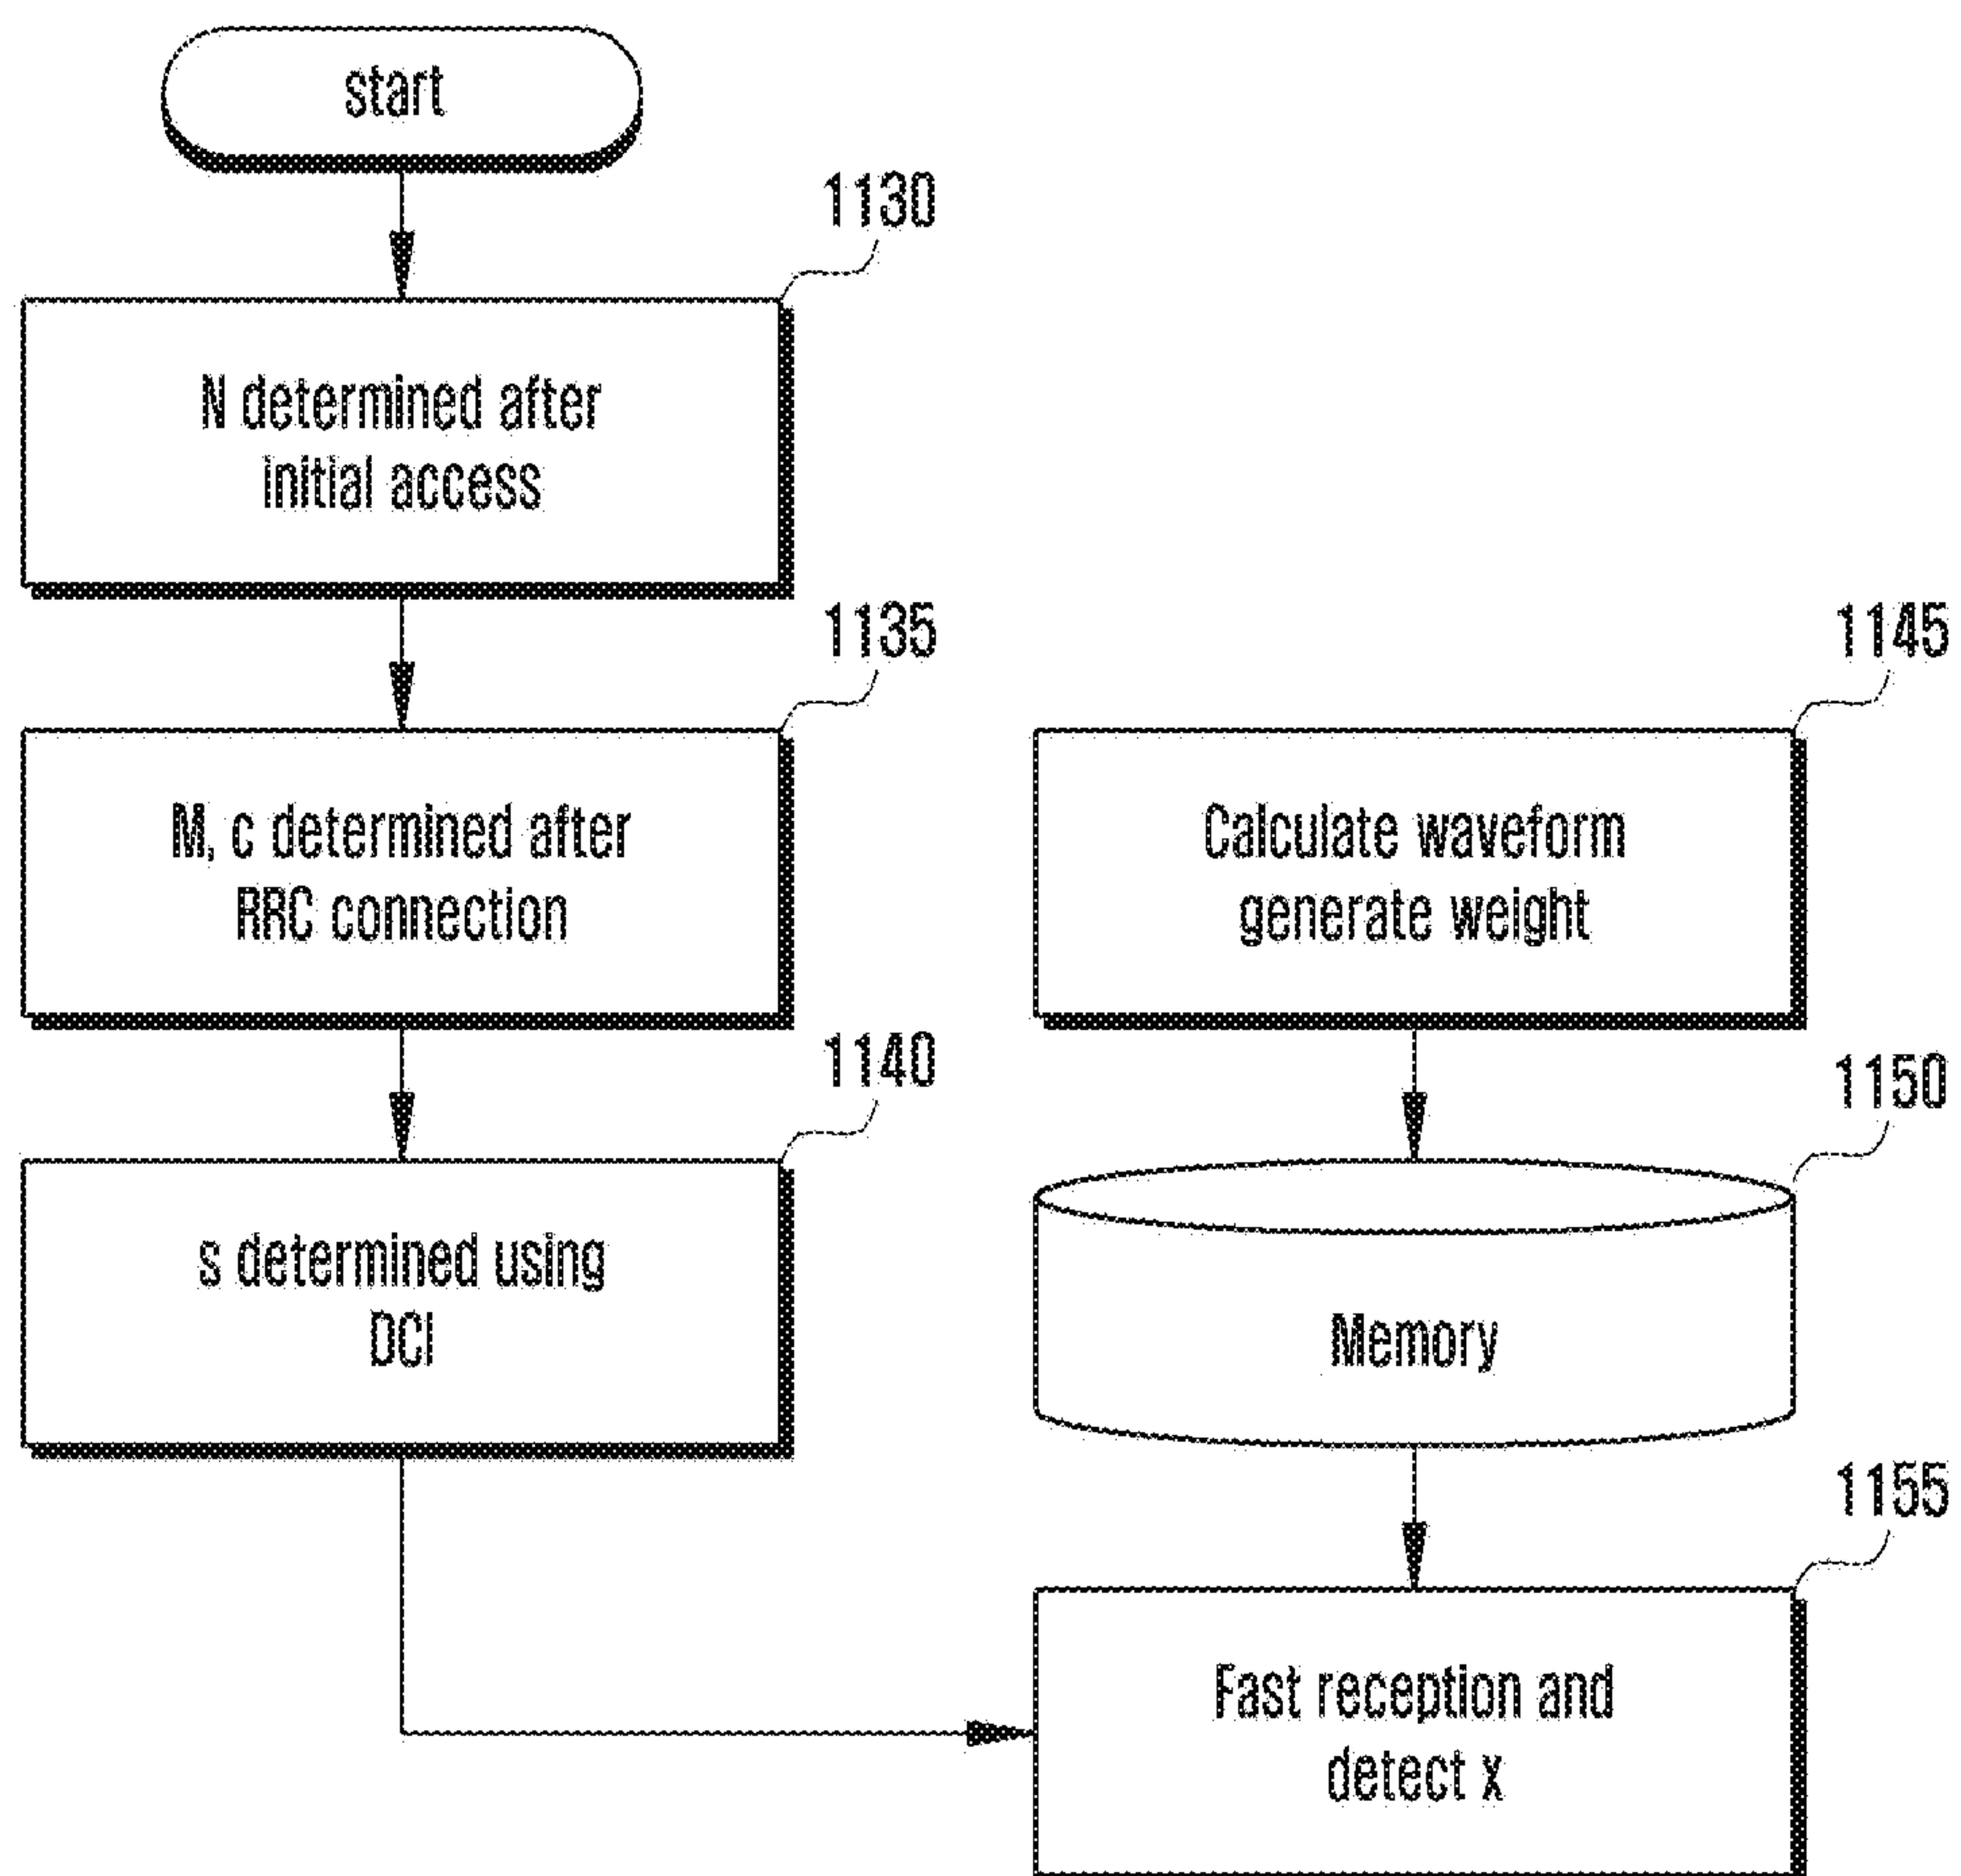 start
1130
N determined after
initial access
1135
M, c determined after
RRC connection
1140
s determined using
DCI
1145
Calculate waveform
generate weight
1150
Memory
1155
Fast reception and
detect x